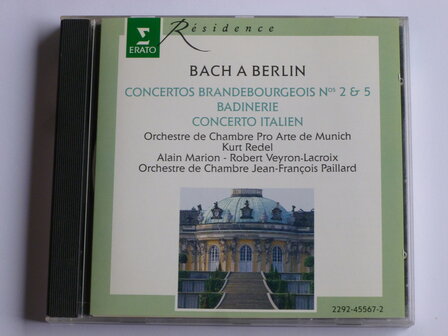 ERATO
Résidence
BACH A BERLIN
CONCERTOS BRANDEBOURGEOIS Nos 2 & 5
BADINERIE
CONCERTO ITALIEN
Orchestre de Chambre Pro Arte de Munich
Kurt Redel
Alain Marion - Robert Veyron-Lacroix
Orchestre de Chambre Jean-François Paillard
2292-45567-2